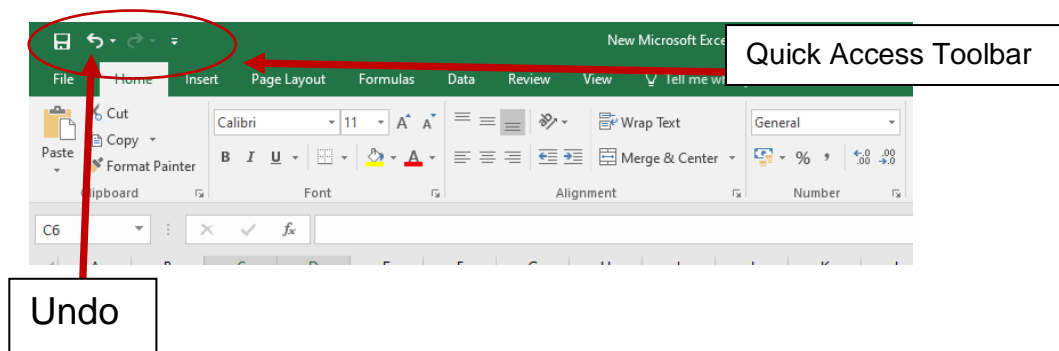 New Microsoft Exce
Quick Access Toolbar
File Home Insert Page Layout Formulas Data Review View Tell me
Cut
Copy
Format Painter
Paste
Calibri 11
B I U
Wrap Text
Merge & Center
General
%
Clipboard Font Alignment Number
C6 fx
Undo